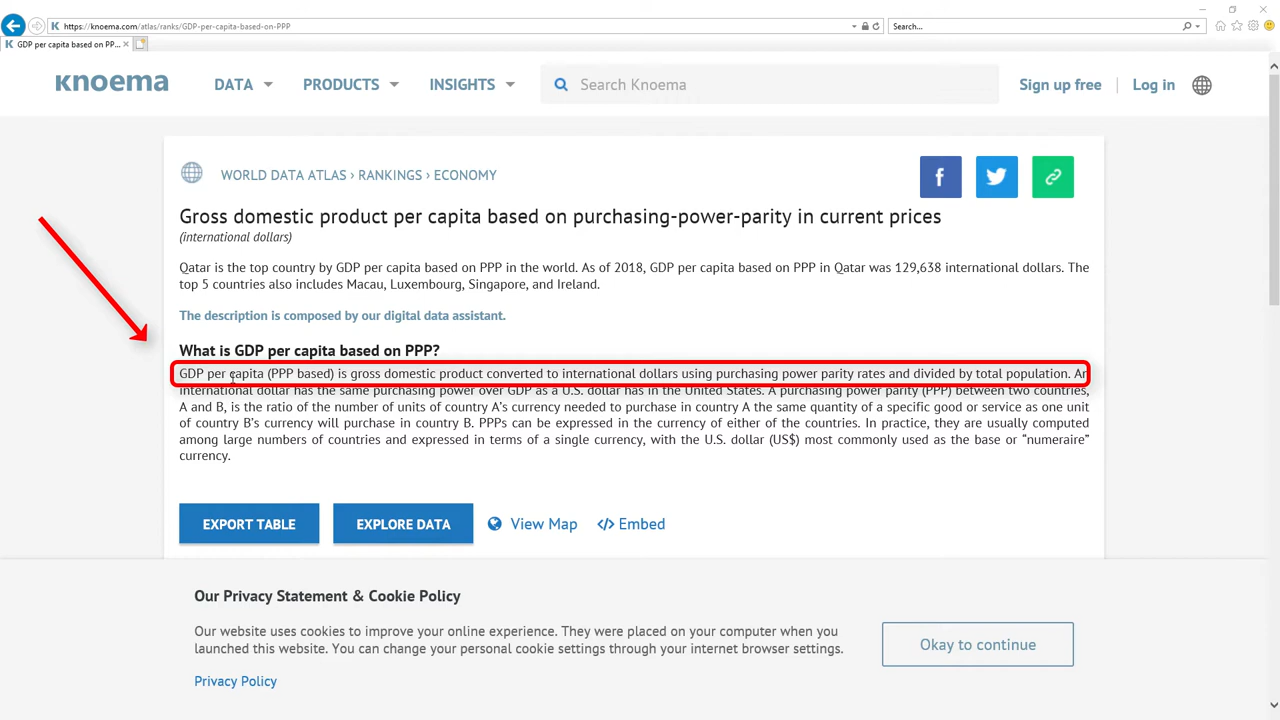 https://knoema.com/atlas/ranks/GDP-per-capita-based-on-PPP
Search...
GDP per capita based on PP...
knoema
DATA
PRODUCTS
INSIGHTS
Search Knoema
Sign up free
Log in
WORLD DATA ATLAS › RANKINGS › ECONOMY
Gross domestic product per capita based on purchasing-power-parity in current prices
(international dollars)
Qatar is the top country by GDP per capita based on PPP in the world. As of 2018, GDP per capita based on PPP in Qatar was 129,638 international dollars. The
top 5 countries also includes Macau, Luxembourg, Singapore, and Ireland.
The description is composed by our digital data assistant.
What is GDP per capita based on PPP?
GDP per capita (PPP based) is gross domestic product converted to international dollars using purchasing power parity rates and divided by total population. An
international dollar has the same purchasing power over GDP as a U.S. dollar has in the United States. A purchasing power parity (PPP) between two countries,
A and B, is the ratio of the number of units of country A’s currency needed to purchase in country A the same quantity of a specific good or service as one unit
of country B’s currency will purchase in country B. PPPs can be expressed in the currency of either of the countries. In practice, they are usually computed
among large numbers of countries and expressed in terms of a single currency, with the U.S. dollar (US$) most commonly used as the base or “numeraire”
currency.
EXPORT TABLE
EXPLORE DATA
View Map
Embed
Our Privacy Statement & Cookie Policy
Our website uses cookies to improve your online experience. They were placed on your computer when you
launched this website. You can change your personal cookie settings through your internet browser settings.
Okay to continue
Privacy Policy